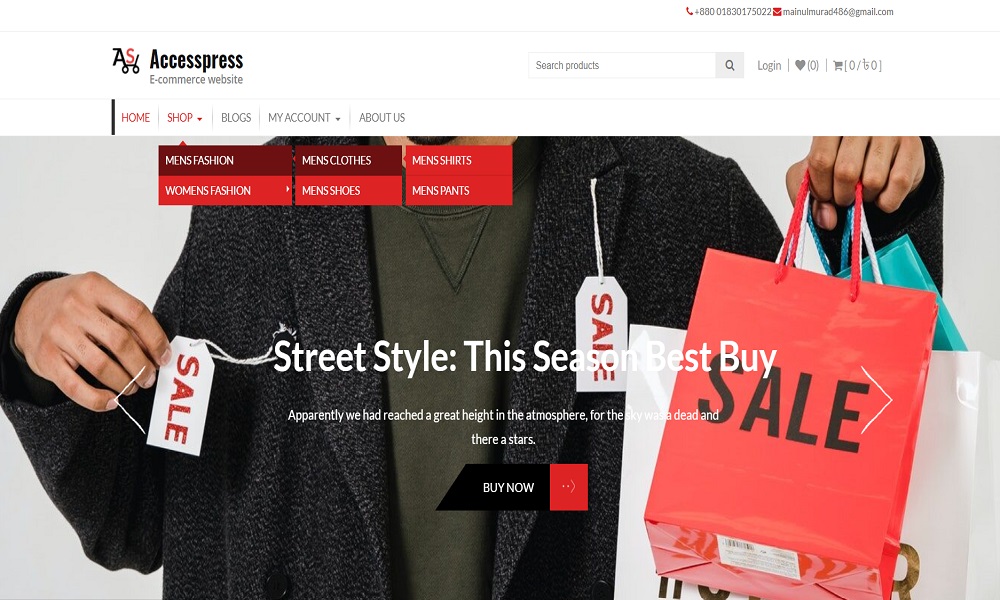 +880 01830175022 mainulmurad486@gmail.com
AS Accesspress
E-commerce website
Search products
Login (0) [ 0 / ৳ 0 ]
HOME SHOP BLOGS MY ACCOUNT ABOUT US
MENS FASHION MENS CLOTHES MENS SHIRTS
WOMENS FASHION MENS SHOES MENS PANTS
SALE
SALE
SALE
Street Style: This Season Best Buy
Apparently we had reached a great height in the atmosphere, for the sky was a dead and
there a stars.
BUY NOW